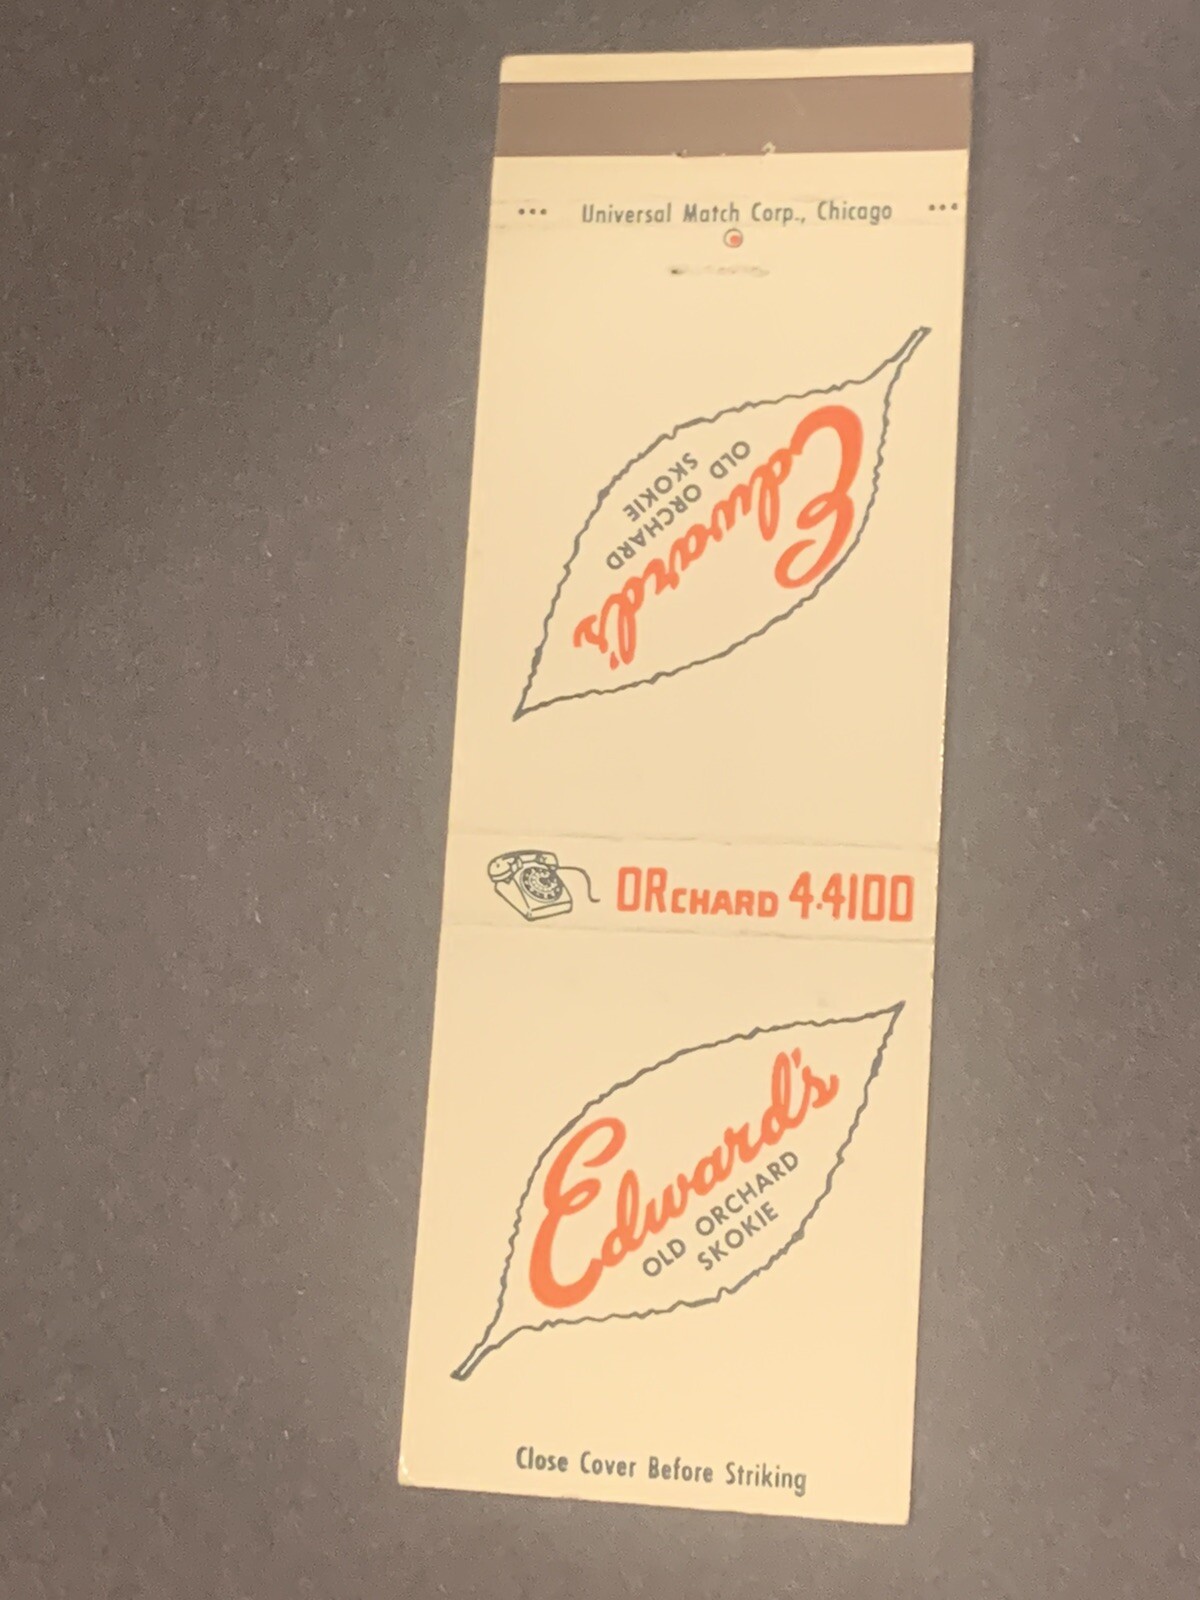 Universal Match Corp., Chicago
Edward's
OLD ORCHARD
SKOKIE
ORCHARD 4-4100
Edward's
OLD ORCHARD
SKOKIE
Close Cover Before Striking